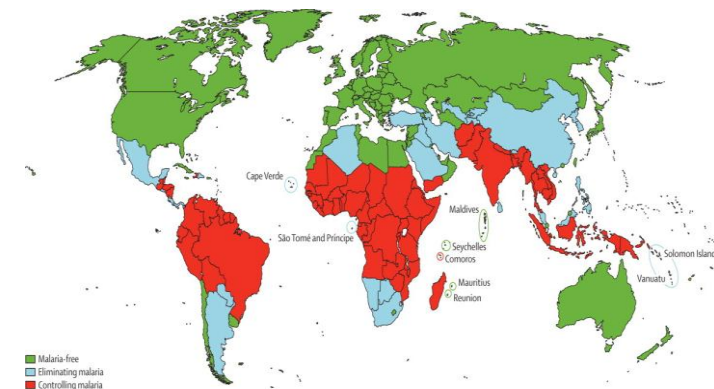 Cape Verde
Maldives
São Tomé and Príncipe
Seychelles
Comoros
Solomon Island
Mauritius
Vanuatu
Reunion
Malaria-free
Eliminating malaria
Controlling malaria